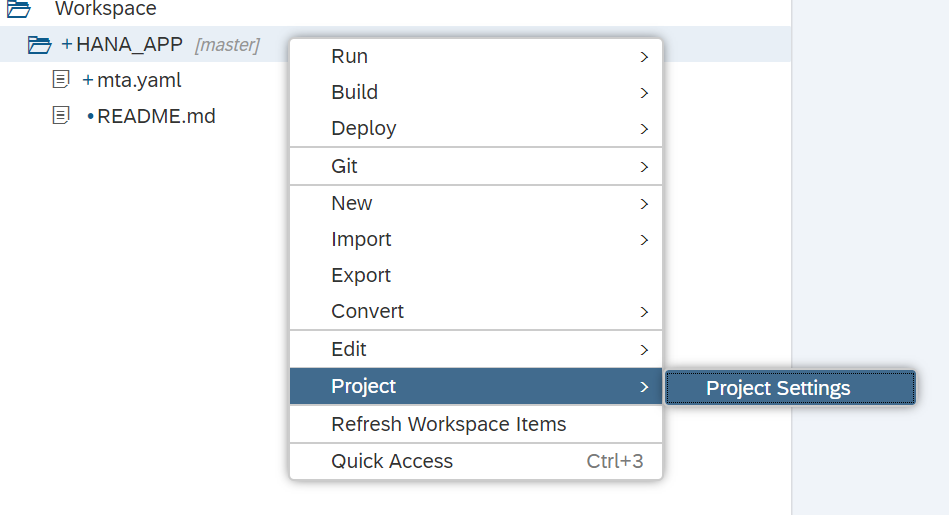 Workspace
+HANA_APP [master]
+mta.yaml
•README.md
Run
Build
Deploy
Git
New
Import
Export
Convert
Edit
Project
Project Settings
Refresh Workspace Items
Quick Access Ctrl+3